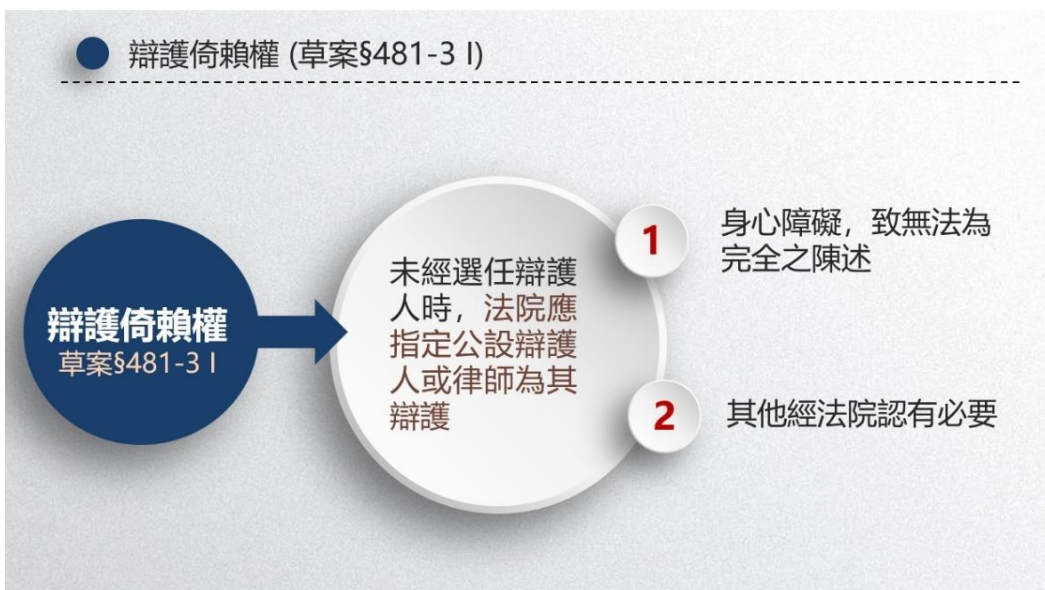 辯護倚賴權 (草案§481-3 I)
辯護倚賴權
草案§481-3 I
未經選任辯護
人時，法院應
指定公設辯護
人或律師為其
辯護
1
身心障礙，致無法為
完全之陳述
2
其他經法院認有必要